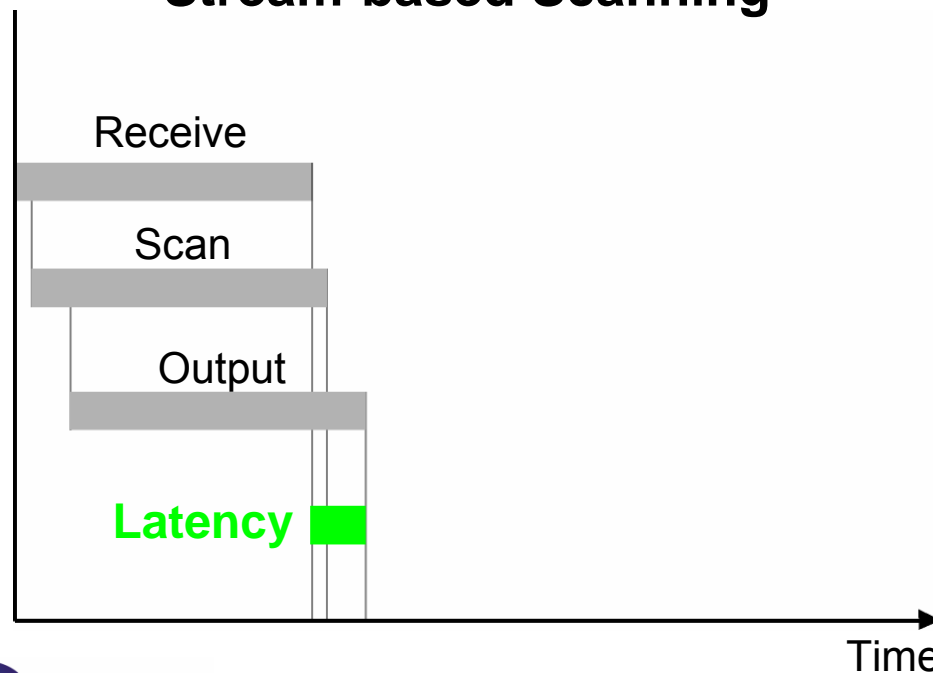 Stream-based Scanning
Receive
Scan
Output
Latency
Time